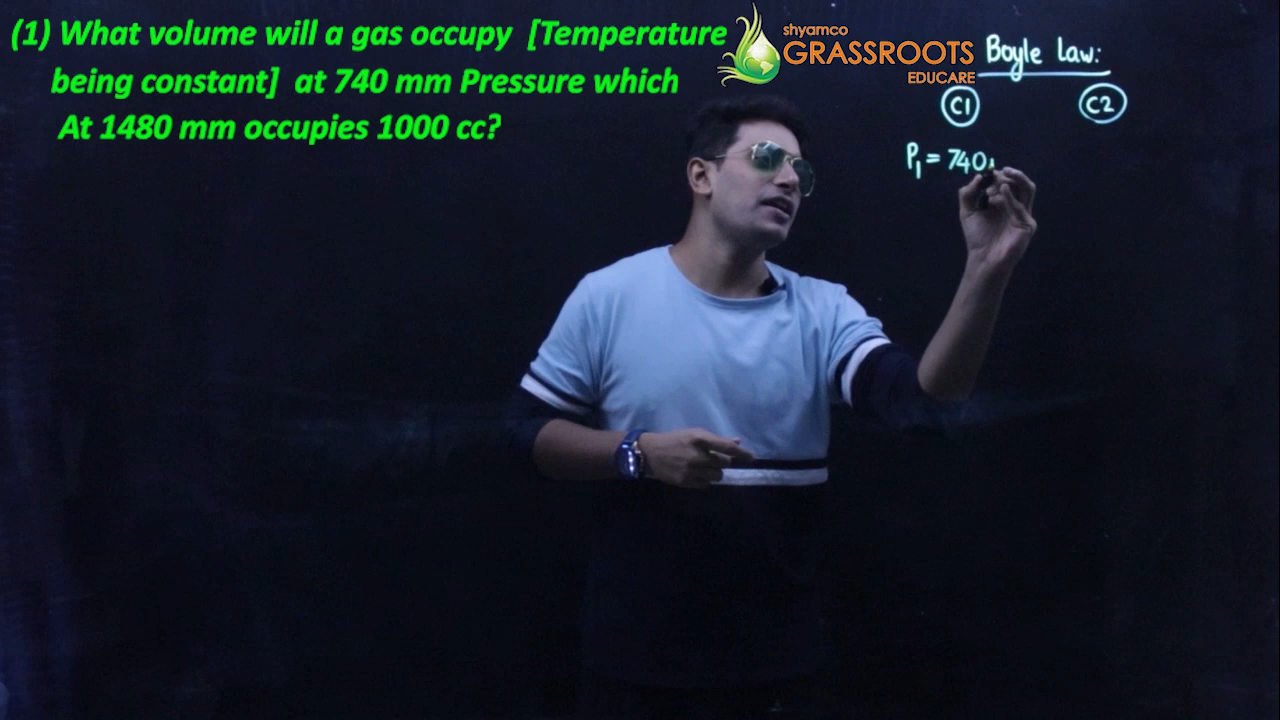 (1) What volume will a gas occupy [Temperature
being constant] at 740 mm Pressure which
At 1480 mm occupies 1000 cc?
shyamco
GRASSROOTS
EDUCARE
Boyle Law:
C1 C2
P₁ = 740